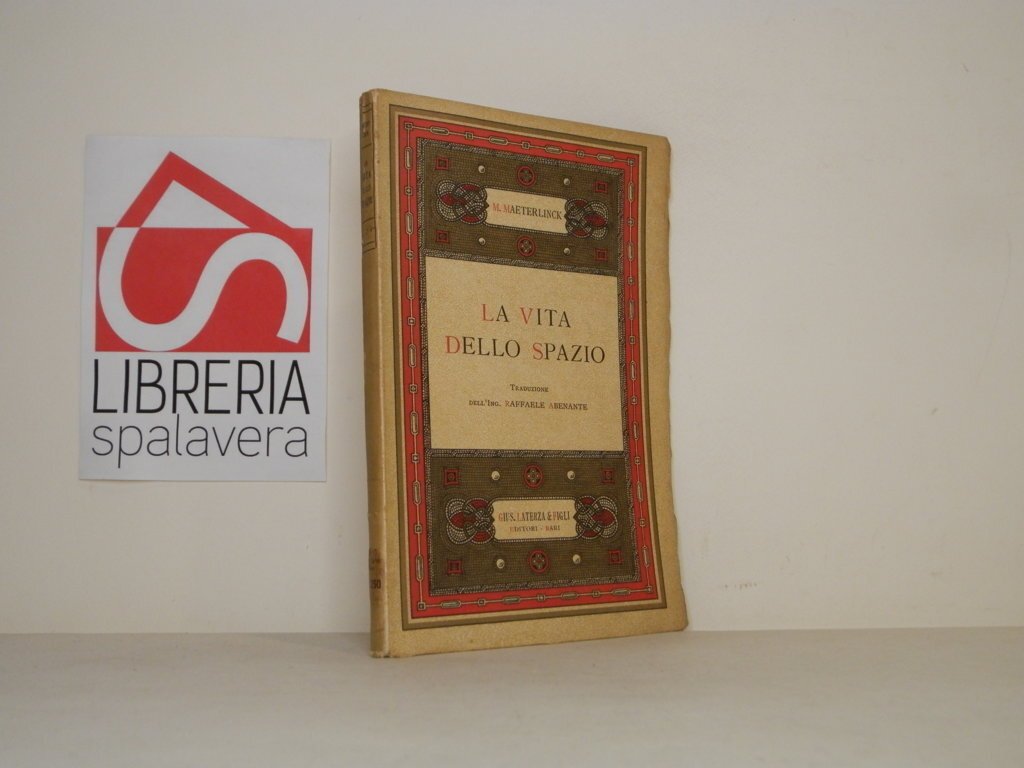 LIBRERIA
spalavera
M. MAETERLINCK
LA VITA
DELLO SPAZIO
TRADUZIONE
DELL'ING. RAFFAELE ABENANTE
GIUS. LATERZA & FIGLI
EDITORI - BARI